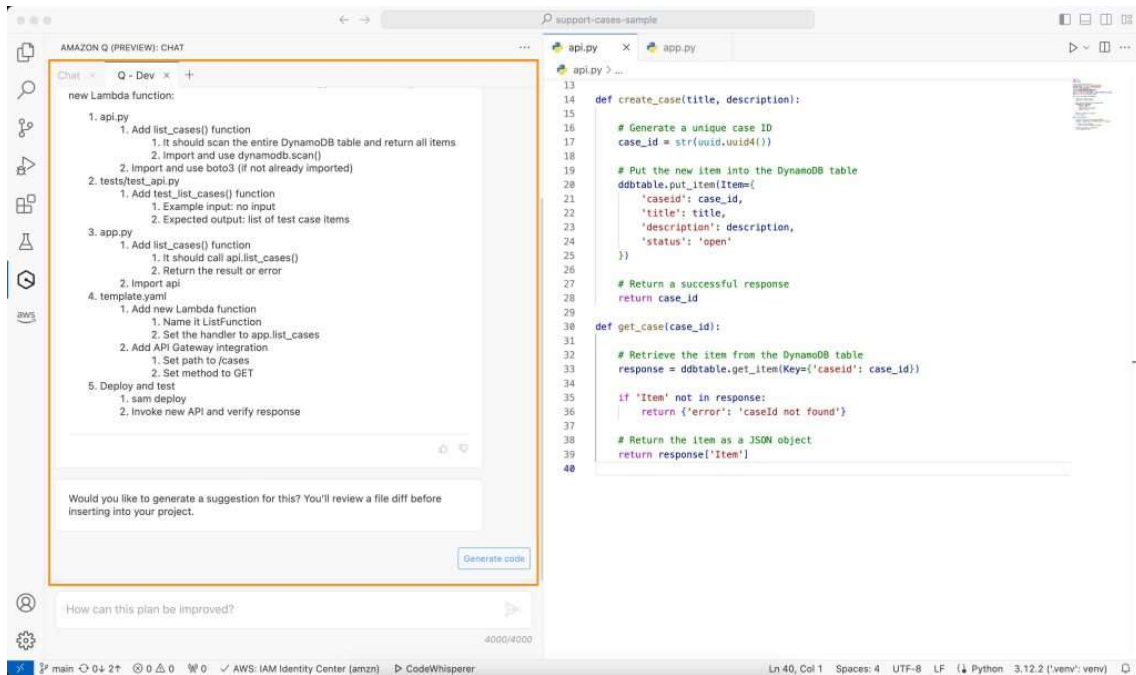 support-cases-sample
AMAZON Q (PREVIEW): CHAT
Chat
Q - Dev
new Lambda function:
1. api.py
1. Add list_cases() function
1. It should scan the entire DynamoDB table and return all items
2. Import and use dynamodb.scan()
2. Import and use boto3 (if not already imported)
2. tests/test_api.py
1. Add test_list_cases() function
1. Example input: no input
2. Expected output: list of test case items
3. app.py
1. Add list_cases() function
1. It should call api.list_cases()
2. Return the result or error
2. Import api
4. template.yaml
1. Add new Lambda function
1. Name it ListFunction
2. Set the handler to app.list_cases
2. Add API Gateway integration
1. Set path to /cases
2. Set method to GET
5. Deploy and test
1. sam deploy
2. Invoke new API and verify response
Would you like to generate a suggestion for this? You'll review a file diff before
inserting into your project.
Generate code
How can this plan be improved?
4000/4000
aws
api.py
app.py
api.py > ...
13
14 def create_case(title, description):
15
16 # Generate a unique case ID
17 case_id = str(uuid.uuid4())
18
19 # Put the new item into the DynamoDB table
20 ddbtable.put_item(Item={
21 'caseid': case_id,
22 'title': title,
23 'description': description,
24 'status': 'open'
25 })
26
27 # Return a successful response
28 return case_id
29
30 def get_case(case_id):
31
32 # Retrieve the item from the DynamoDB table
33 response = ddbtable.get_item(Key={'caseid': case_id})
34
35 if 'Item' not in response:
36 return {'error': 'caseId not found'}
37
38 # Return the item as a JSON object
39 return response['Item']
40
main 0↓ 2↑ 0 0 0 AWS: IAM Identity Center (amzn) CodeWhisperer Ln 40, Col 1 Spaces: 4 UTF-8 LF Python 3.12.2 ('.venv': venv)